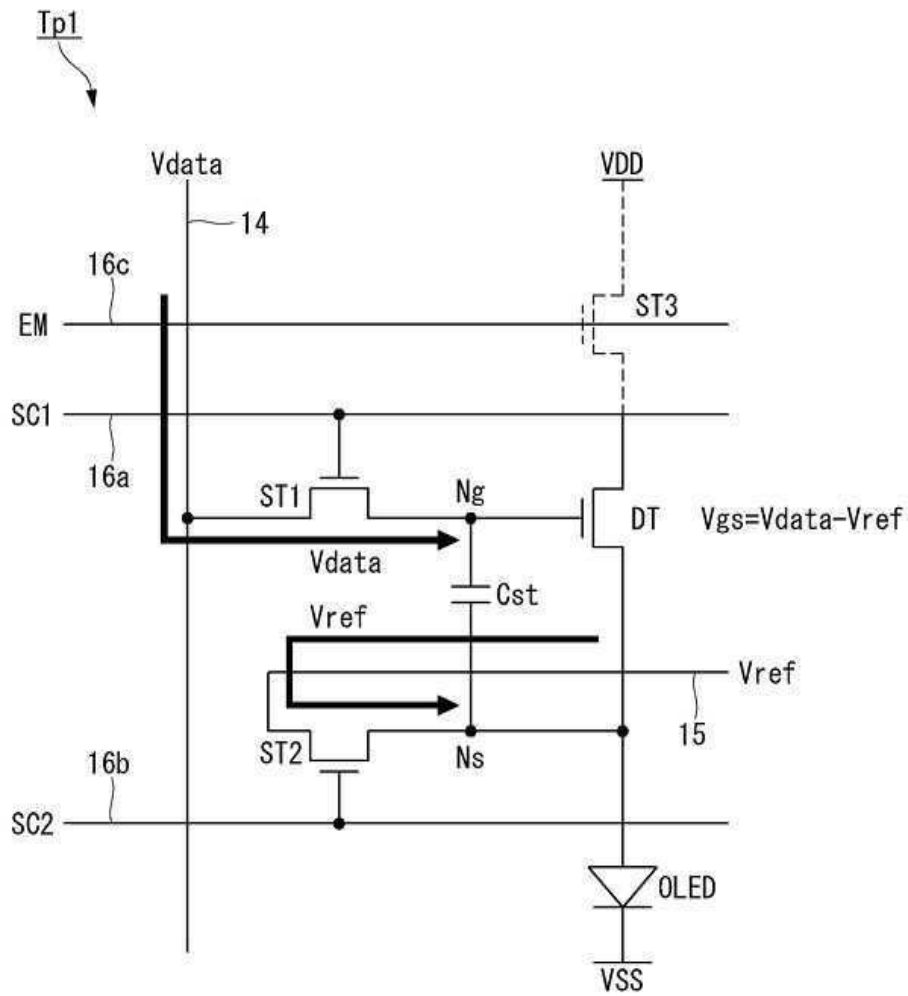 Tp1
Vdata
VDD
14
16c
ST3
EM
SC1
16a
ST1
Ng
DT
Vgs=Vdata-Vref
Vdata
Cst
Vref
Vref
15
ST2
Ns
16b
SC2
OLED
VSS